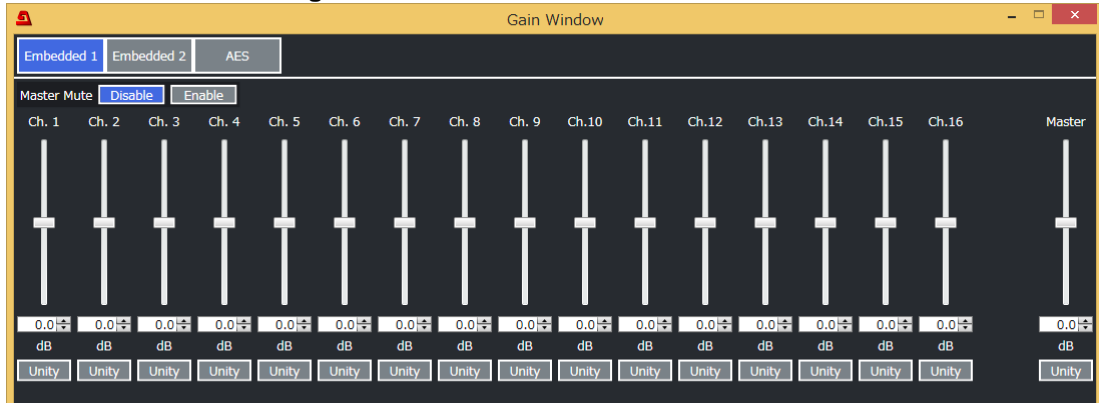 Gain Window
Embedded 1 Embedded 2 AES
Master Mute Disable Enable
Ch. 1 Ch. 2 Ch. 3 Ch. 4 Ch. 5 Ch. 6 Ch. 7 Ch. 8 Ch. 9 Ch.10 Ch.11 Ch.12 Ch.13 Ch.14 Ch.15 Ch.16 Master
0.0 0.0 0.0 0.0 0.0 0.0 0.0 0.0 0.0 0.0 0.0 0.0 0.0 0.0 0.0 0.0 0.0
dB dB dB dB dB dB dB dB dB dB dB dB dB dB dB dB dB
Unity Unity Unity Unity Unity Unity Unity Unity Unity Unity Unity Unity Unity Unity Unity Unity Unity